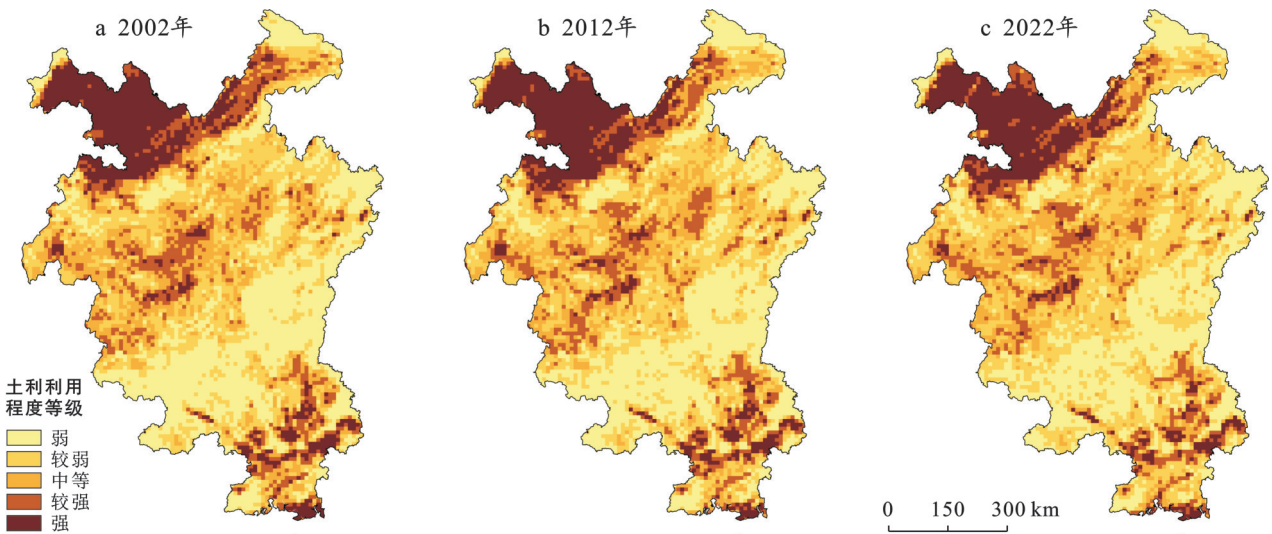 a 2002年
b 2012年
c 2022年
土利利用
程度等级
弱
较弱
中等
较强
强
0 150 300 km